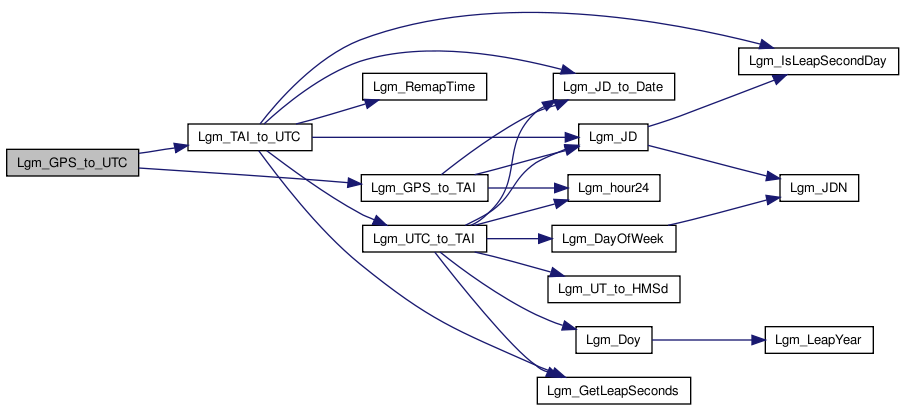 Lgm_IsLeapSecondDay
Lgm_RemapTime
Lgm_JD_to_Date
Lgm_TAI_to_UTC
Lgm_JD
Lgm_GPS_to_UTC
Lgm_GPS_to_TAI
Lgm_hour24
Lgm_JDN
Lgm_UTC_to_TAI
Lgm_DayOfWeek
Lgm_UT_to_HMSd
Lgm_Doy
Lgm_LeapYear
Lgm_GetLeapSeconds